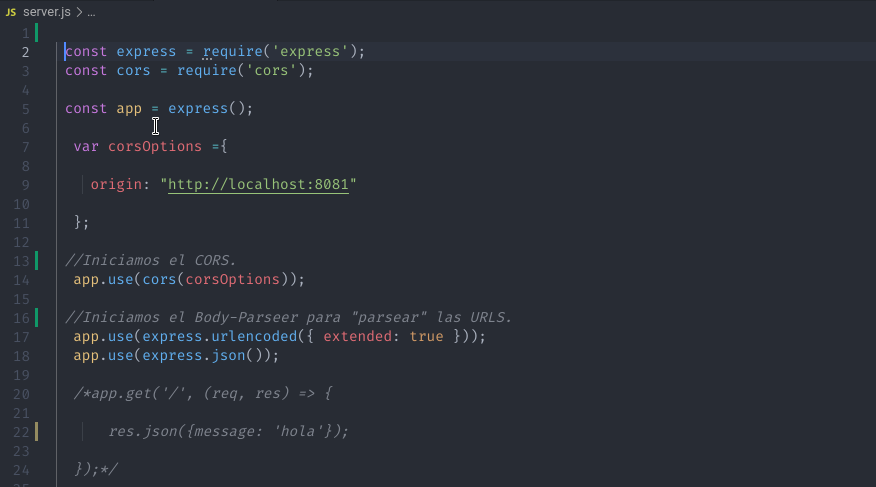 JS server.js > ...
1
2 const express = require('express');
3 const cors = require('cors');
4
5 const app = express();
6
7 var corsOptions ={
8
9 origin: "http://localhost:8081"
10
11 };
12
13 //Iniciamos el CORS.
14 app.use(cors(corsOptions));
15
16 //Iniciamos el Body-Parseer para "parsear" las URLS.
17 app.use(express.urlencoded({ extended: true }));
18 app.use(express.json());
19
20 /*app.get('/', (req, res) => {
21
22 res.json({message: 'hola'});
23
24 });*/